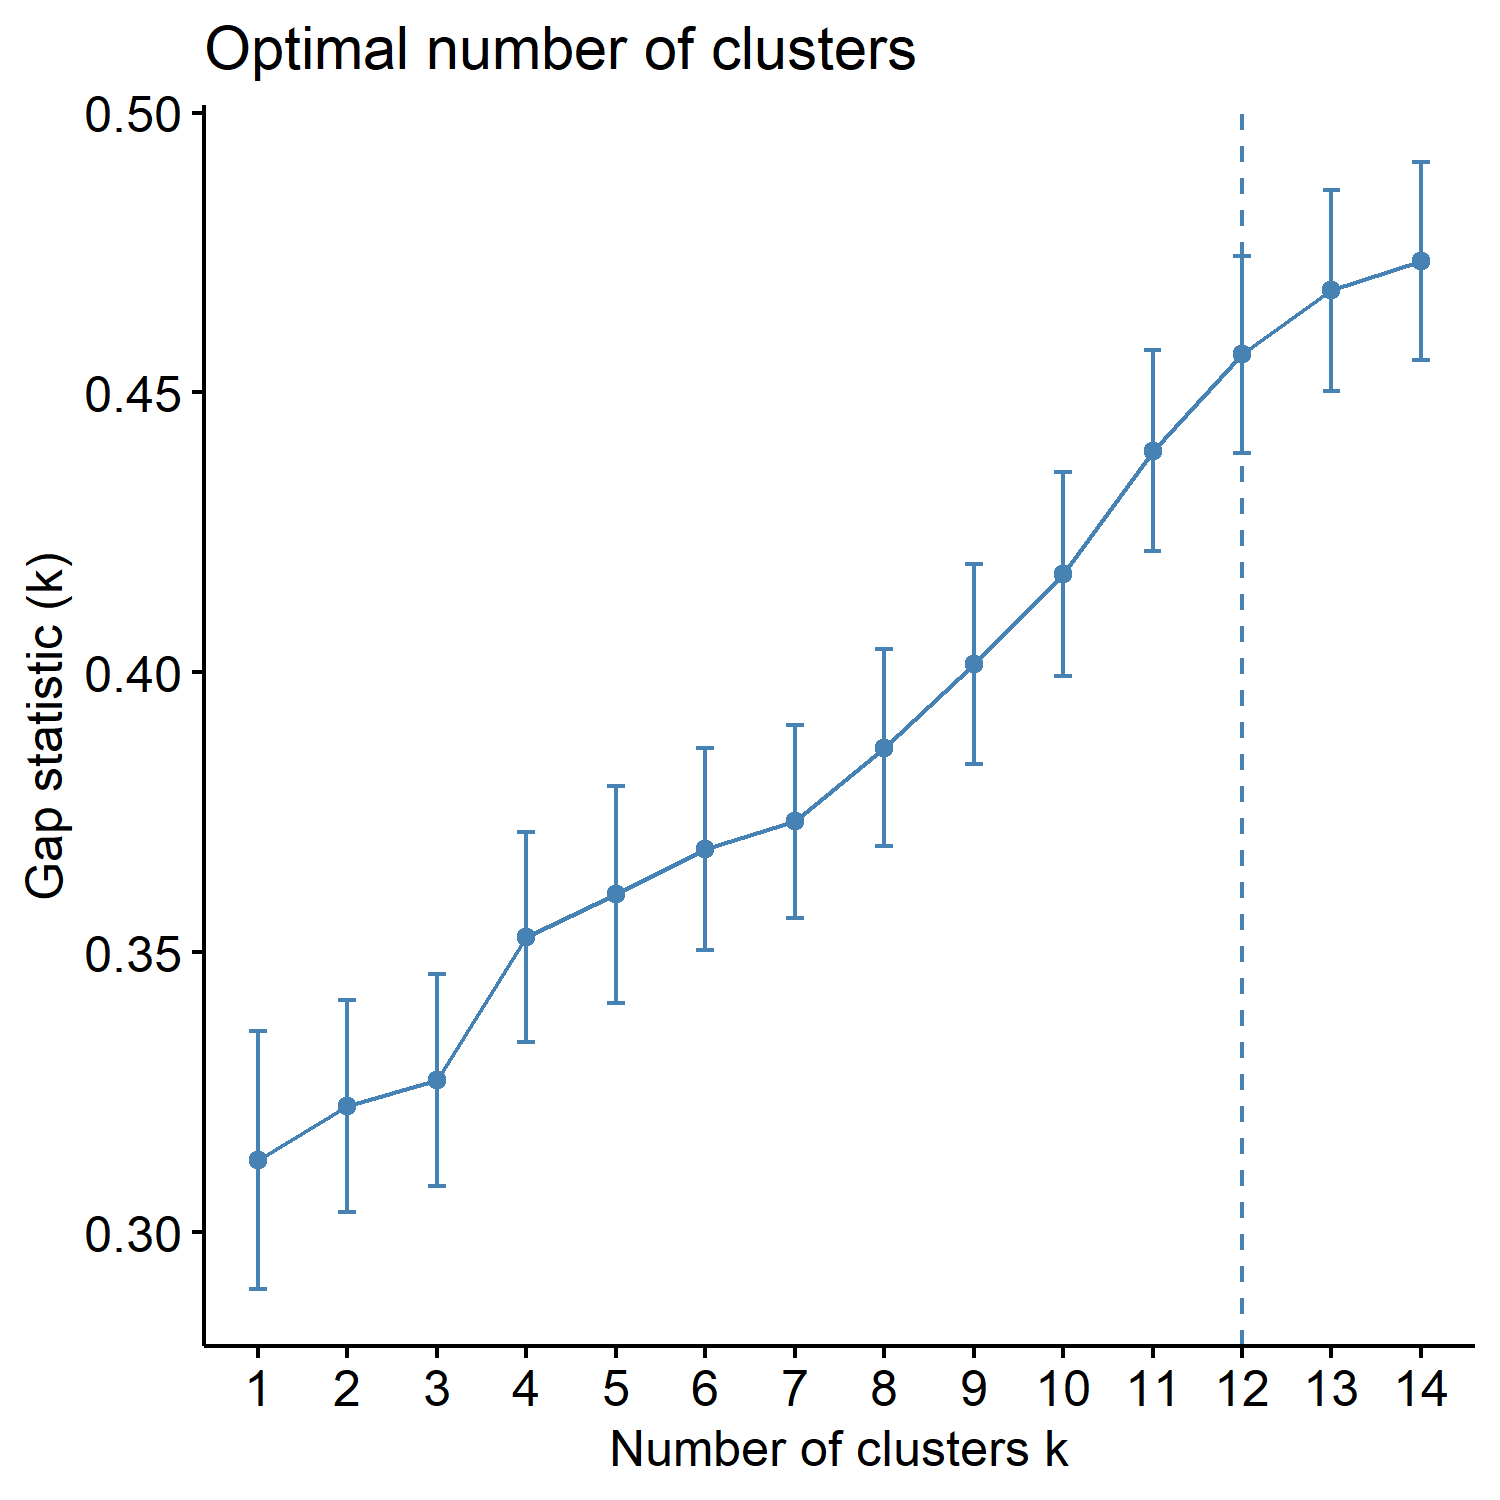 Optimal number of clusters
0.50
0.45
0.40
0.35
0.30
Gap statistic (k)
1 2 3 4 5 6 7 8 9 10 11 12 13 14
Number of clusters k